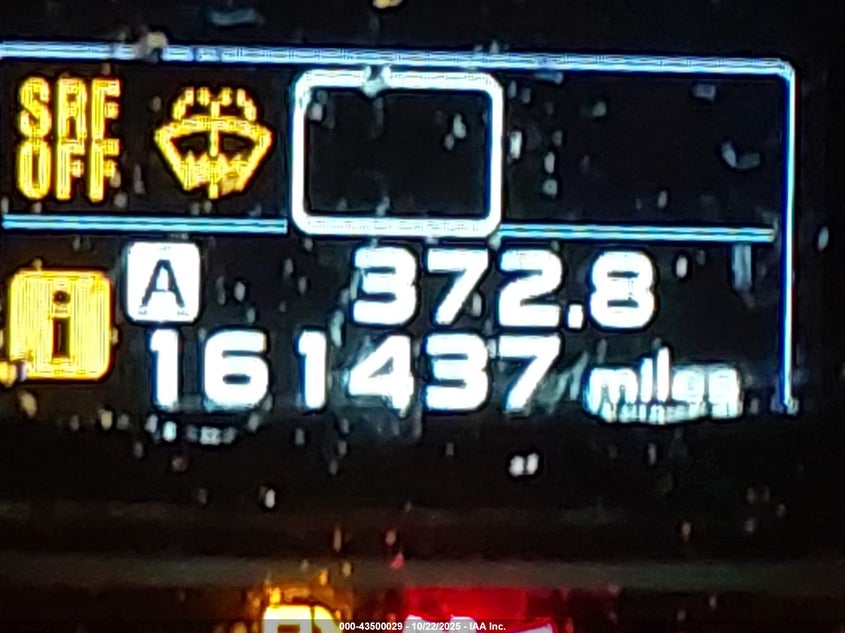 SRF
OFF
A 372.8
i 161437 miles
000-43500029 - 10/22/2025 - IAA Inc.